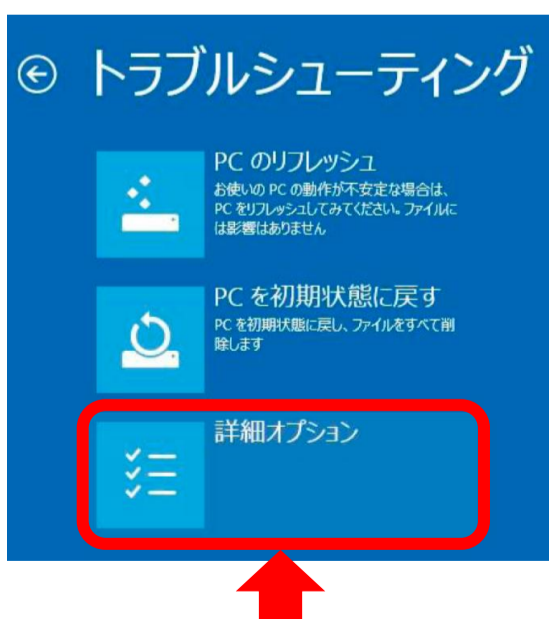 トラブルシューティング
PC のリフレッシュ
お使いの PC の動作が不安定な場合は、
PC をリフレッシュしてみてください。ファイルに
は影響はありません
PC を初期状態に戻す
PC を初期状態に戻し、ファイルをすべて削
除します
詳細オプション